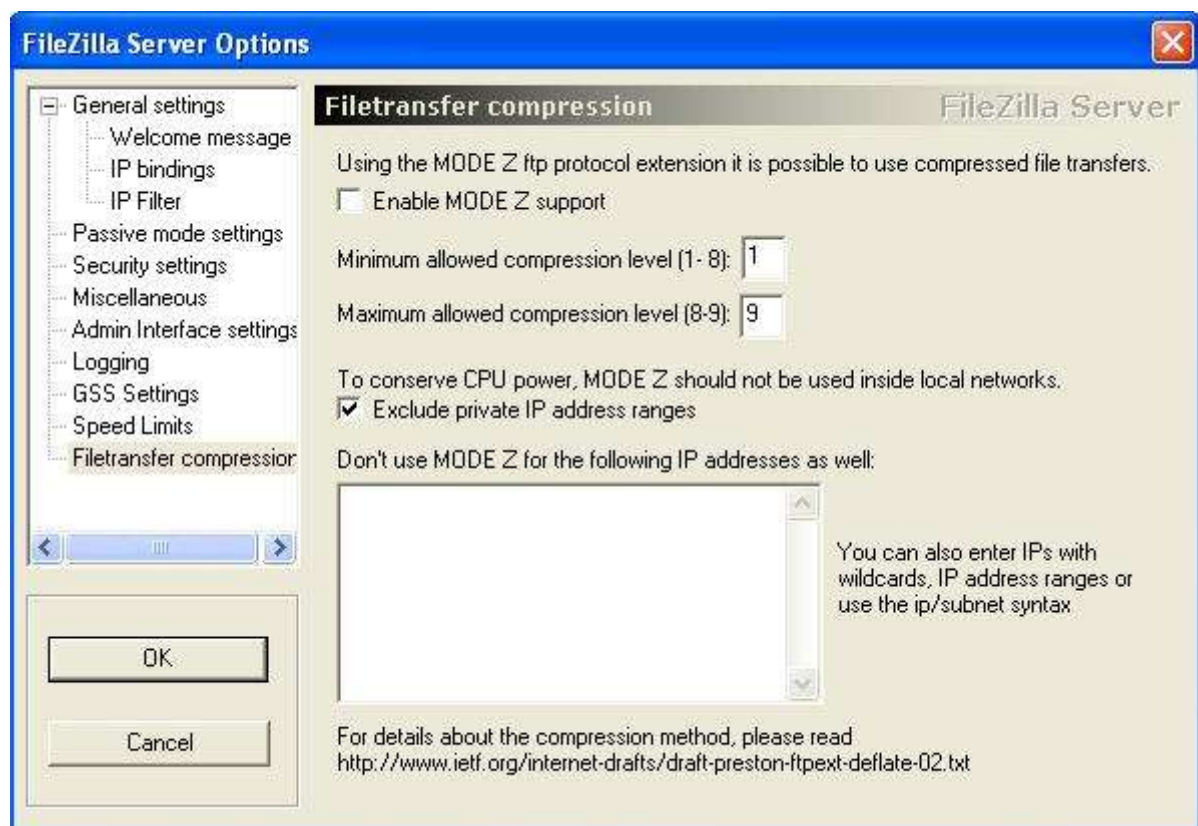 FileZilla Server Options
General settings
Welcome message
IP bindings
IP Filter
Passive mode settings
Security settings
Miscellaneous
Admin Interface settings
Logging
GSS Settings
Speed Limits
Filetransfer compression
OK
Cancel
Filetransfer compression FileZilla Server
Using the MODE Z ftp protocol extension it is possible to use compressed file transfers.
Enable MODE Z support
Minimum allowed compression level (1- 8): 1
Maximum allowed compression level (8-9): 9
To conserve CPU power, MODE Z should not be used inside local networks.
Exclude private IP address ranges
Don't use MODE Z for the following IP addresses as well:
You can also enter IPs with
wildcards, IP address ranges or
use the ip/subnet syntax
For details about the compression method, please read
http://www.ietf.org/internet-drafts/draft-preston-ftpext-deflate-02.txt